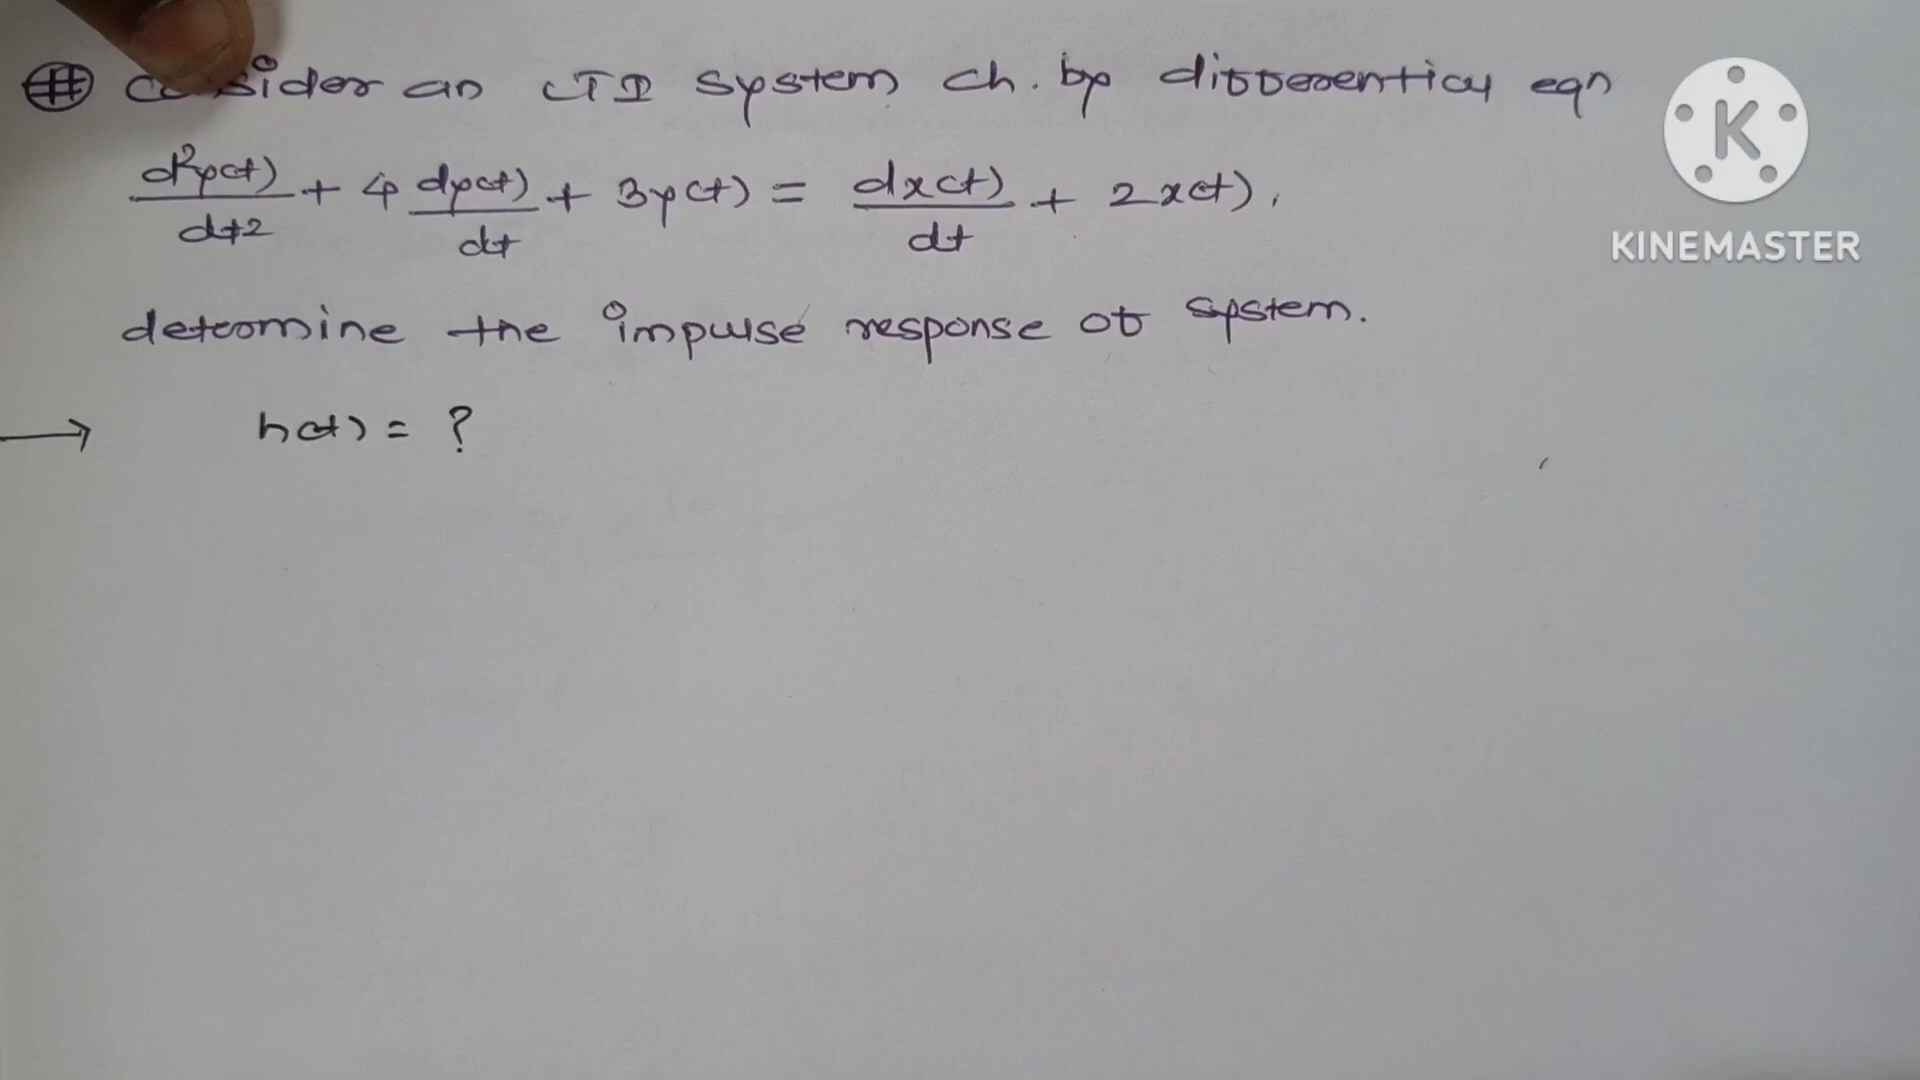 # Consider an LTI system ch. by differential eqn
d²y(t)/dt2 + 4 dy(t)/dt + 3y(t) = dx(t)/dt + 2x(t).
determine the impulse response of system.
→ h(t) = ?
K
KINEMASTER